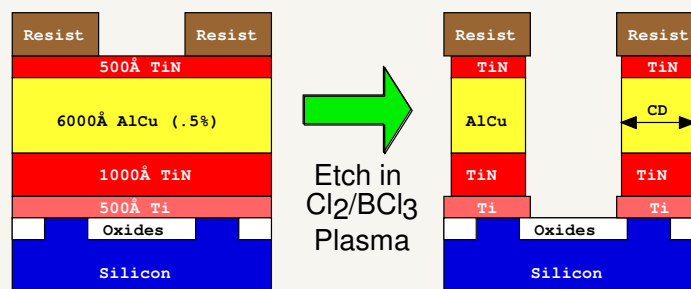 Resist Resist
500Å TiN
6000Å AlCu (.5%)
1000Å TiN
500Å Ti
Oxides
Silicon
Etch in
Cl2/BCl3
Plasma
Resist Resist
TiN TiN
AlCu CD
TiN TiN
Ti Ti
Oxides
Silicon